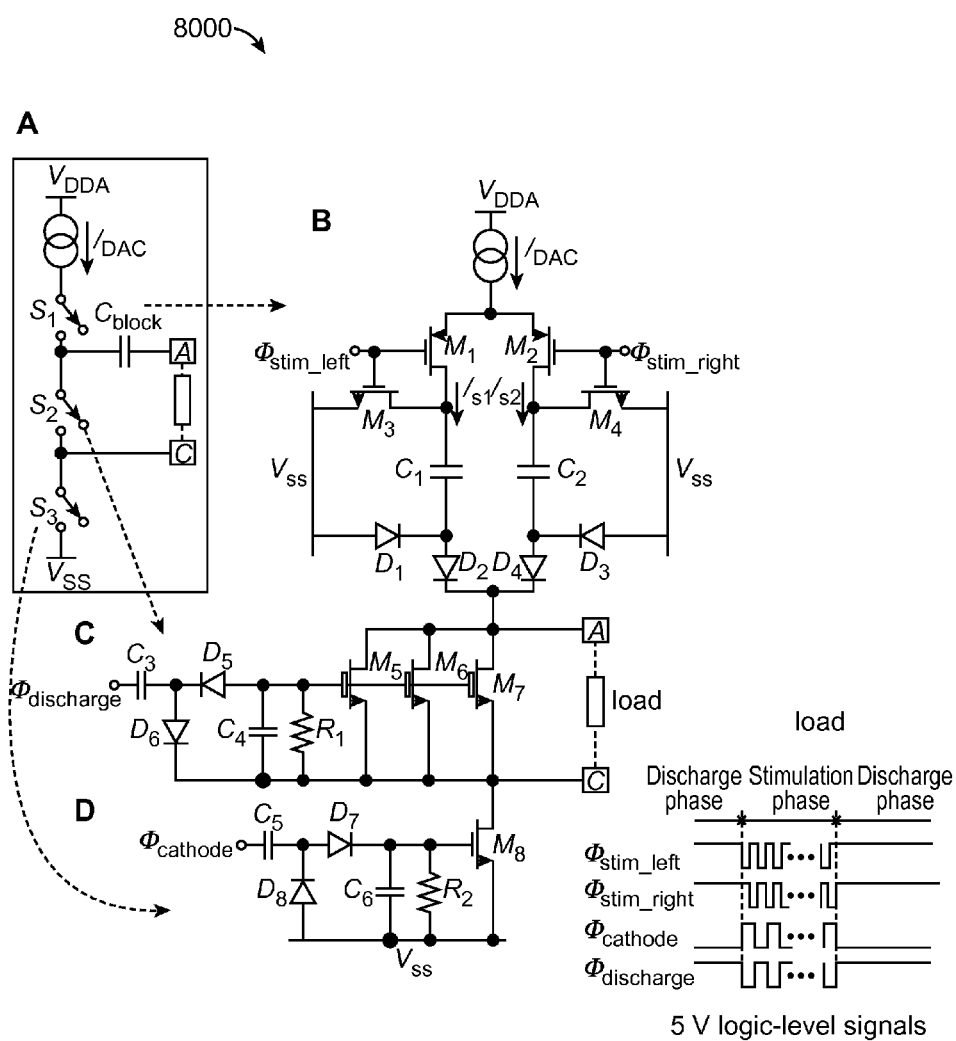 8000
A
VDDA
IDAC
S1
Cblock
A
S2
C
S3
VSS
B
VDDA
IDAC
Φstim_left
M1
M2
Φstim_right
M3
Is1
Is2
M4
Vss
C1
C2
Vss
D1
D2
D4
D3
C
C3
D5
M5
M6
M7
A
Φdischarge
D6
C4
R1
load
C
D
C5
D7
M8
Φcathode
D8
C6
R2
Vss
load
Discharge phase
Stimulation phase
Discharge phase
Φstim_left
Φstim_right
Φcathode
Φdischarge
5 V logic-level signals